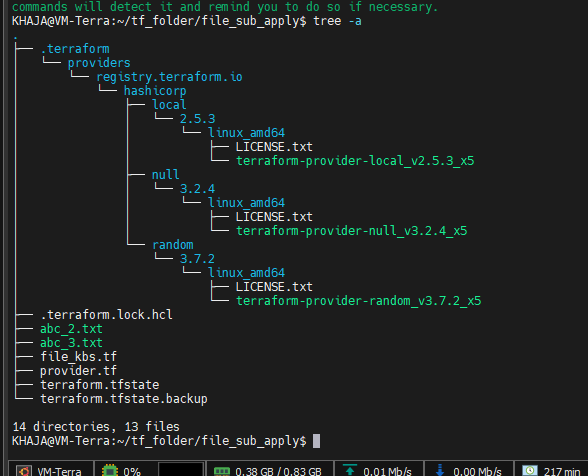 commands will detect it and remind you to do so if necessary.
KHAJA@VM-Terra:~/tf_folder/file_sub_apply$ tree -a
.
├── .terraform
│   └── providers
│       └── registry.terraform.io
│           └── hashicorp
│               ├── local
│               │   └── 2.5.3
│               │       └── linux_amd64
│               │           ├── LICENSE.txt
│               │           └── terraform-provider-local_v2.5.3_x5
│               ├── null
│               │   └── 3.2.4
│               │       └── linux_amd64
│               │           ├── LICENSE.txt
│               │           └── terraform-provider-null_v3.2.4_x5
│               └── random
│                   └── 3.7.2
│                       └── linux_amd64
│                           ├── LICENSE.txt
│                           └── terraform-provider-random_v3.7.2_x5
├── .terraform.lock.hcl
├── abc_2.txt
├── abc_3.txt
├── file_kbs.tf
├── provider.tf
├── terraform.tfstate
└── terraform.tfstate.backup

14 directories, 13 files
KHAJA@VM-Terra:~/tf_folder/file_sub_apply$
VM-Terra 0% 0.38 GB / 0.83 GB 0.01 Mb/s 0.00 Mb/s 217 min